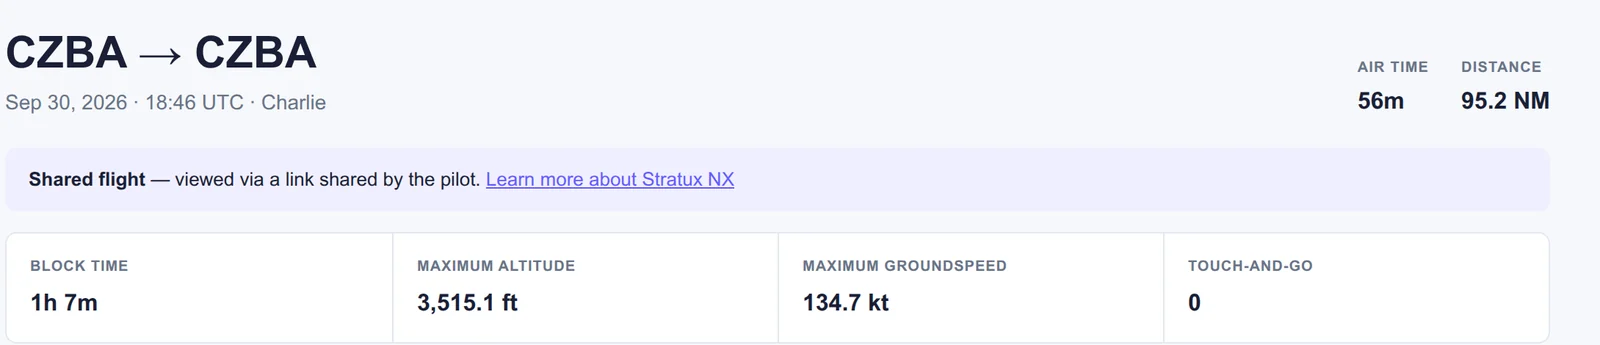 CZBA → CZBA
Sep 30, 2026 · 18:46 UTC · Charlie
AIR TIME
56m
DISTANCE
95.2 NM
Shared flight — viewed via a link shared by the pilot. Learn more about Stratux NX
BLOCK TIME
1h 7m
MAXIMUM ALTITUDE
3,515.1 ft
MAXIMUM GROUNDSPEED
134.7 kt
TOUCH-AND-GO
0